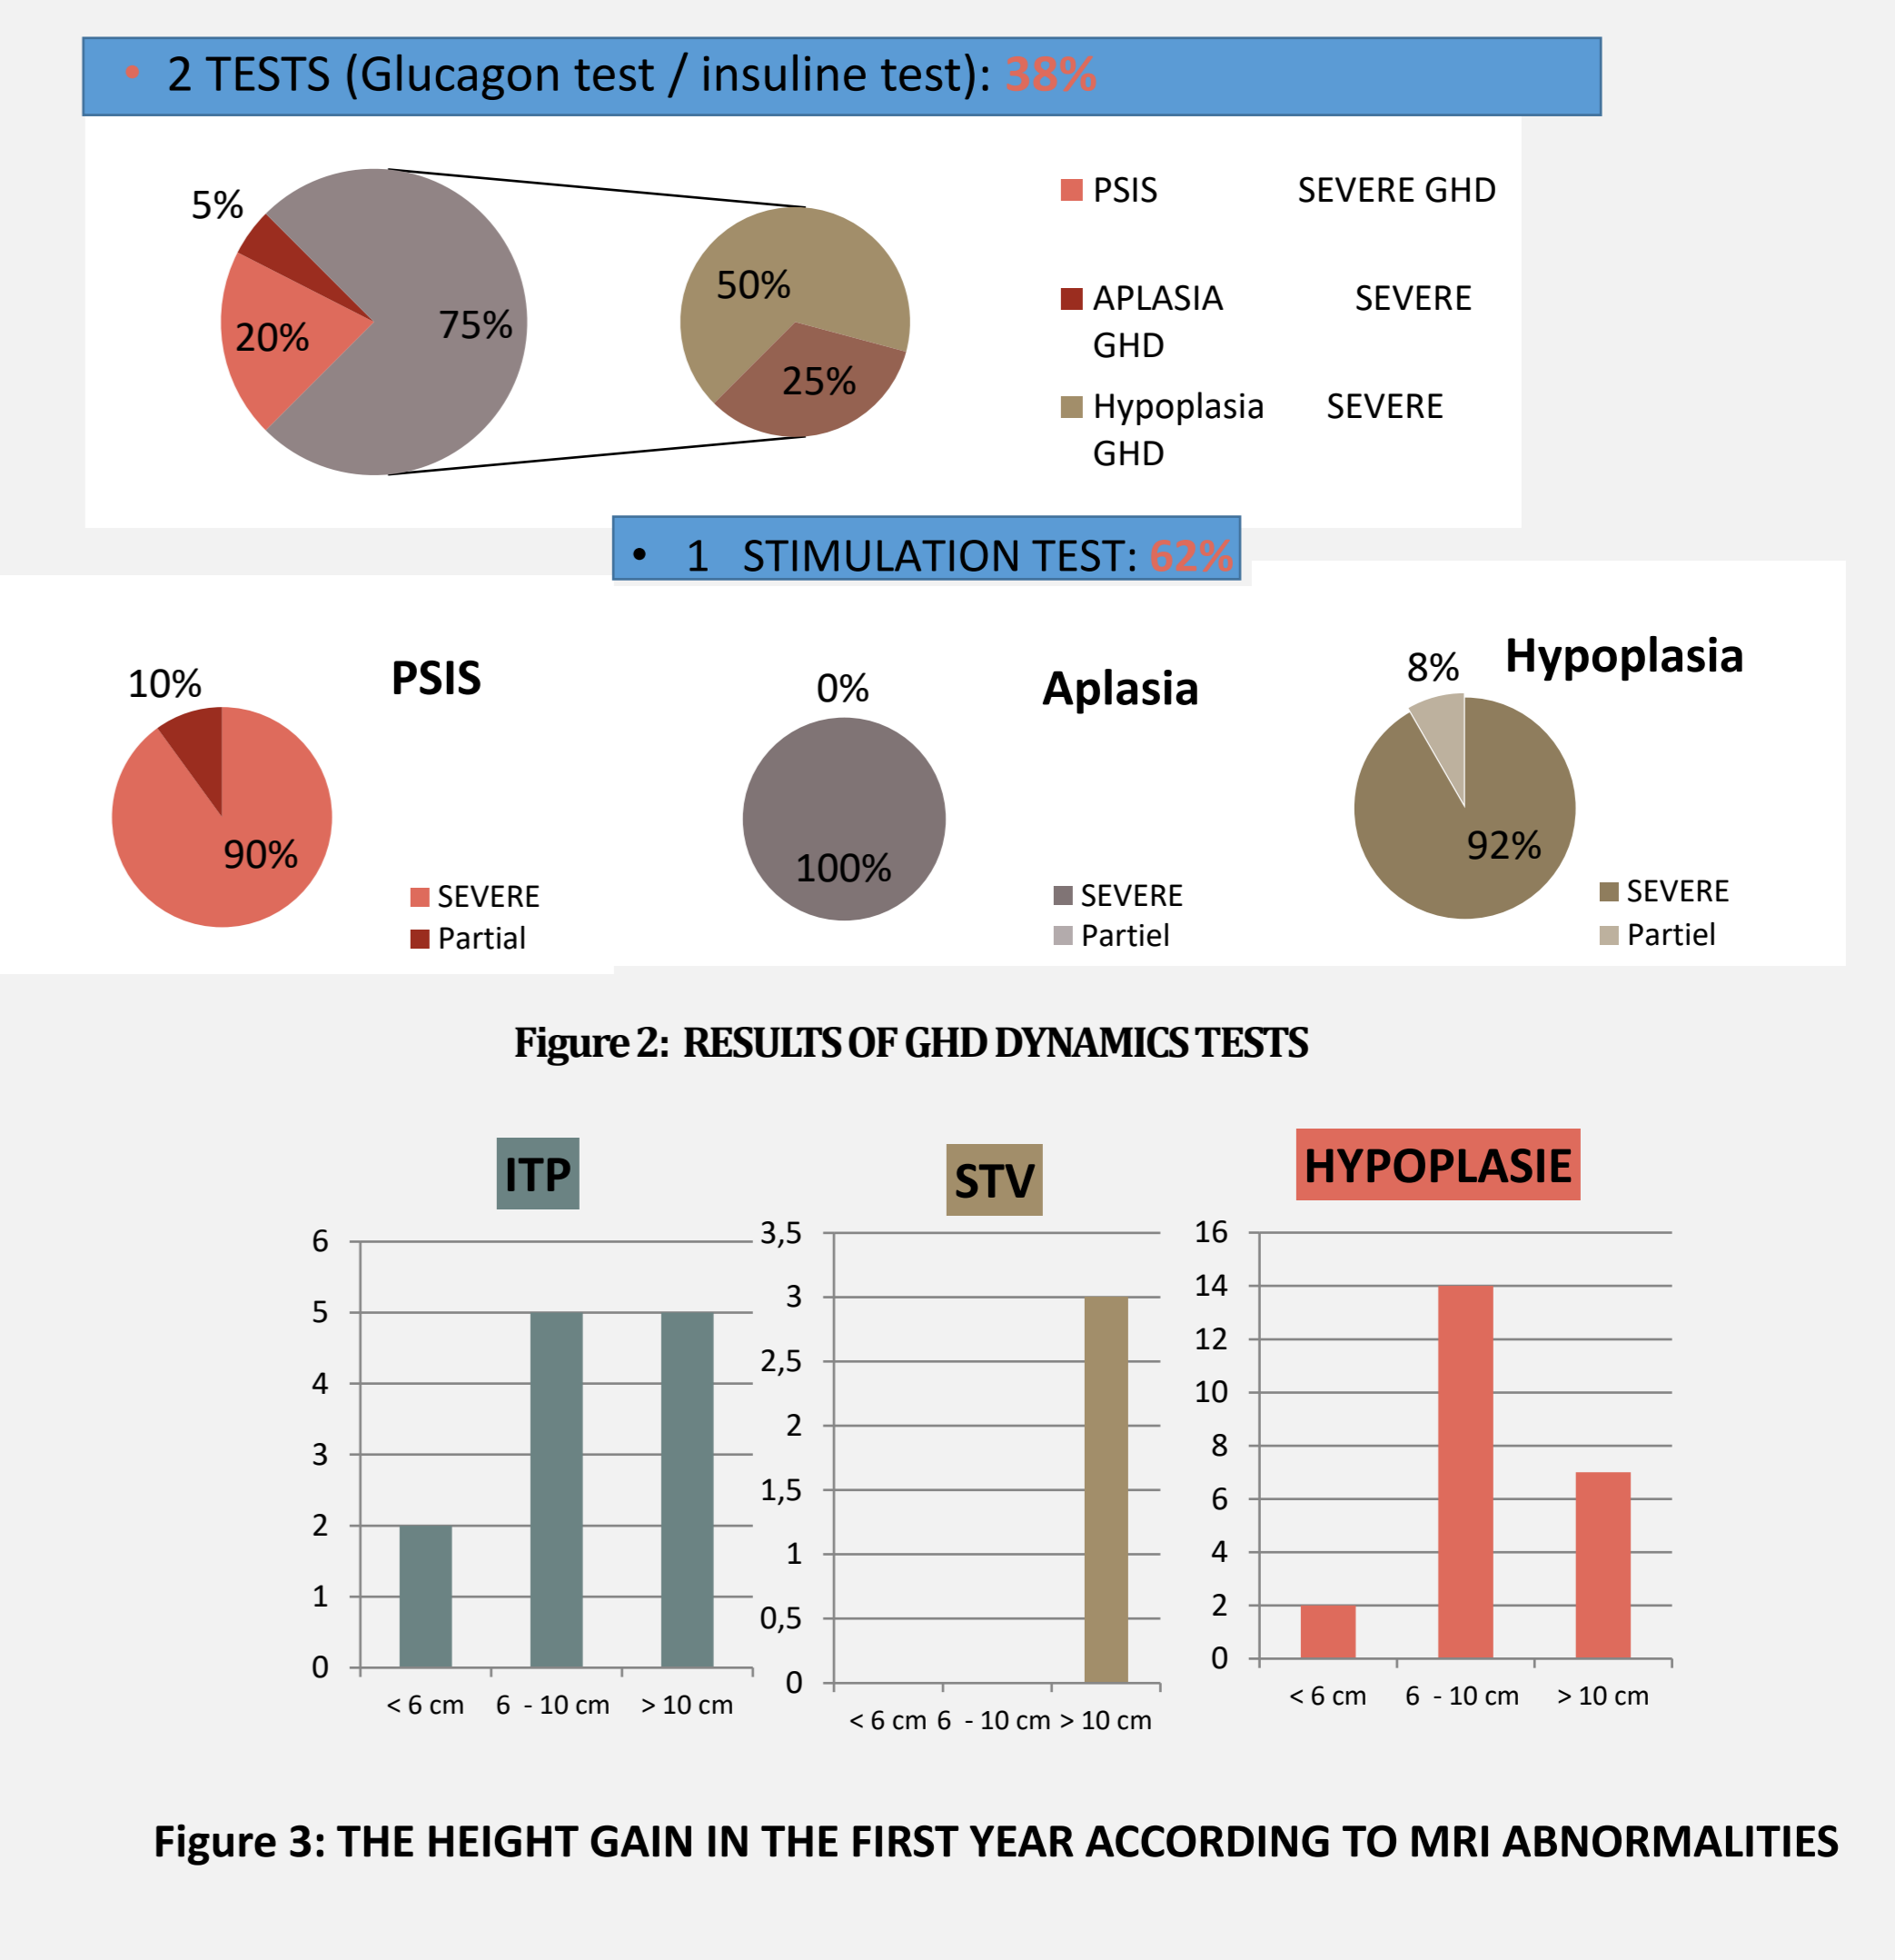 • 2 TESTS (Glucagon test / insuline test): 38%
5%
20%
75%
50%
25%
PSIS SEVERE GHD
APLASIA SEVERE
GHD
Hypoplasia SEVERE
GHD
• 1 STIMULATION TEST: 62%
PSIS
10%
90%
SEVERE
Partial
Aplasia
0%
100%
SEVERE
Partiel
Hypoplasia
8%
92%
SEVERE
Partiel
Figure 2: RESULTS OF GHD DYNAMICS TESTS
ITP
6
5
4
3
2
1
0
< 6 cm 6 - 10 cm > 10 cm
STV
3,5
3
2,5
2
1,5
1
0,5
0
< 6 cm 6 - 10 cm > 10 cm
HYPOPLASIE
16
14
12
10
8
6
4
2
0
< 6 cm 6 - 10 cm > 10 cm
Figure 3: THE HEIGHT GAIN IN THE FIRST YEAR ACCORDING TO MRI ABNORMALITIES